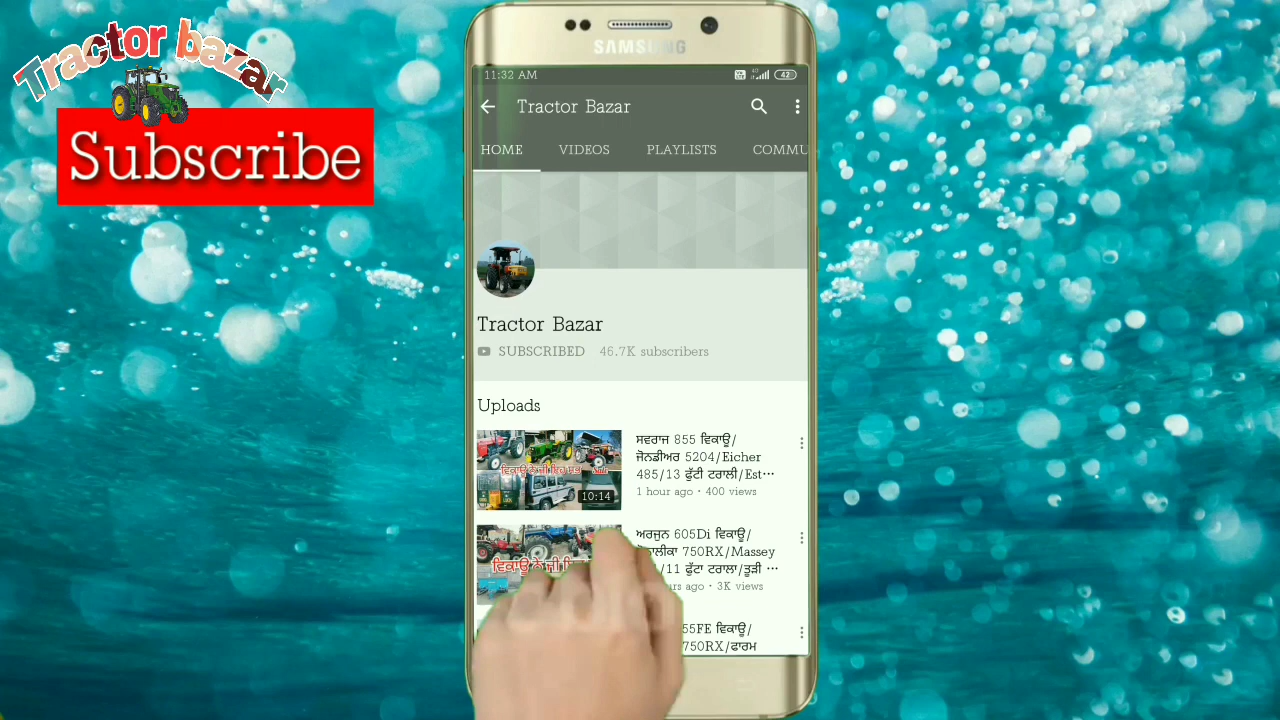 Tractor bazar
Subscribe
SAMSUNG
11:32 AM
42
Tractor Bazar
HOME VIDEOS PLAYLISTS COMMU
Tractor Bazar
SUBSCRIBED 46.7K subscribers
Uploads
ਸਵਰਾਜ 855 ਵਿਕਾਊ/
ਜੋਨਡੀਅਰ 5204/Eicher
485/13 ਫੁੱਟੀ ਟਰਾਲੀ/Est...
1 hour ago • 400 views
10:14
ਅਰਜੁਨ 605Di ਵਿਕਾਊ/
750RX/Massey
/11 ਫੁੱਟਾ ਟਰਾਲਾ/ਤੂੜੀ ...
ago • 3K views
ਵਿਕਾਊ ਨੇ ਜੀ
55FE ਵਿਕਾਊ/
750RX/ਫਾਰਮ